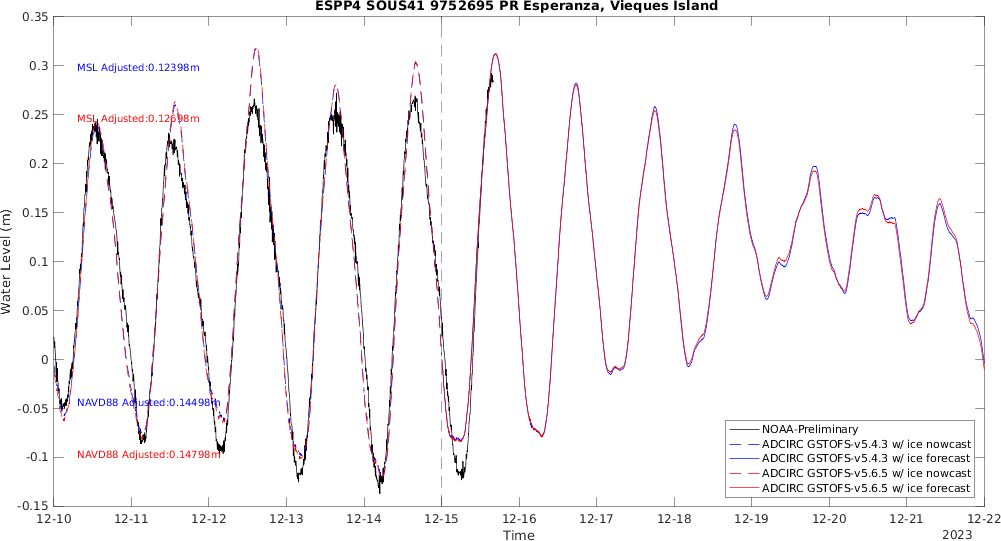 ESPP4 SOUS41 9752695 PR Esperanza, Vieques Island
0.35
0.3
0.25
0.2
0.15
0.1
0.05
0
-0.05
-0.1
-0.15
Water Level (m)
MSL Adjusted:0.12398m
MSL Adjusted:0.12698m
NAVD88 Adjusted:0.14498m
NAVD88 Adjusted:0.14798m
NOAA-Preliminary
ADCIRC GSTOFS-v5.4.3 w/ ice nowcast
ADCIRC GSTOFS-v5.4.3 w/ ice forecast
ADCIRC GSTOFS-v5.6.5 w/ ice nowcast
ADCIRC GSTOFS-v5.6.5 w/ ice forecast
12-10 12-11 12-12 12-13 12-14 12-15 12-16 12-17 12-18 12-19 12-20 12-21 12-22
Time
2023